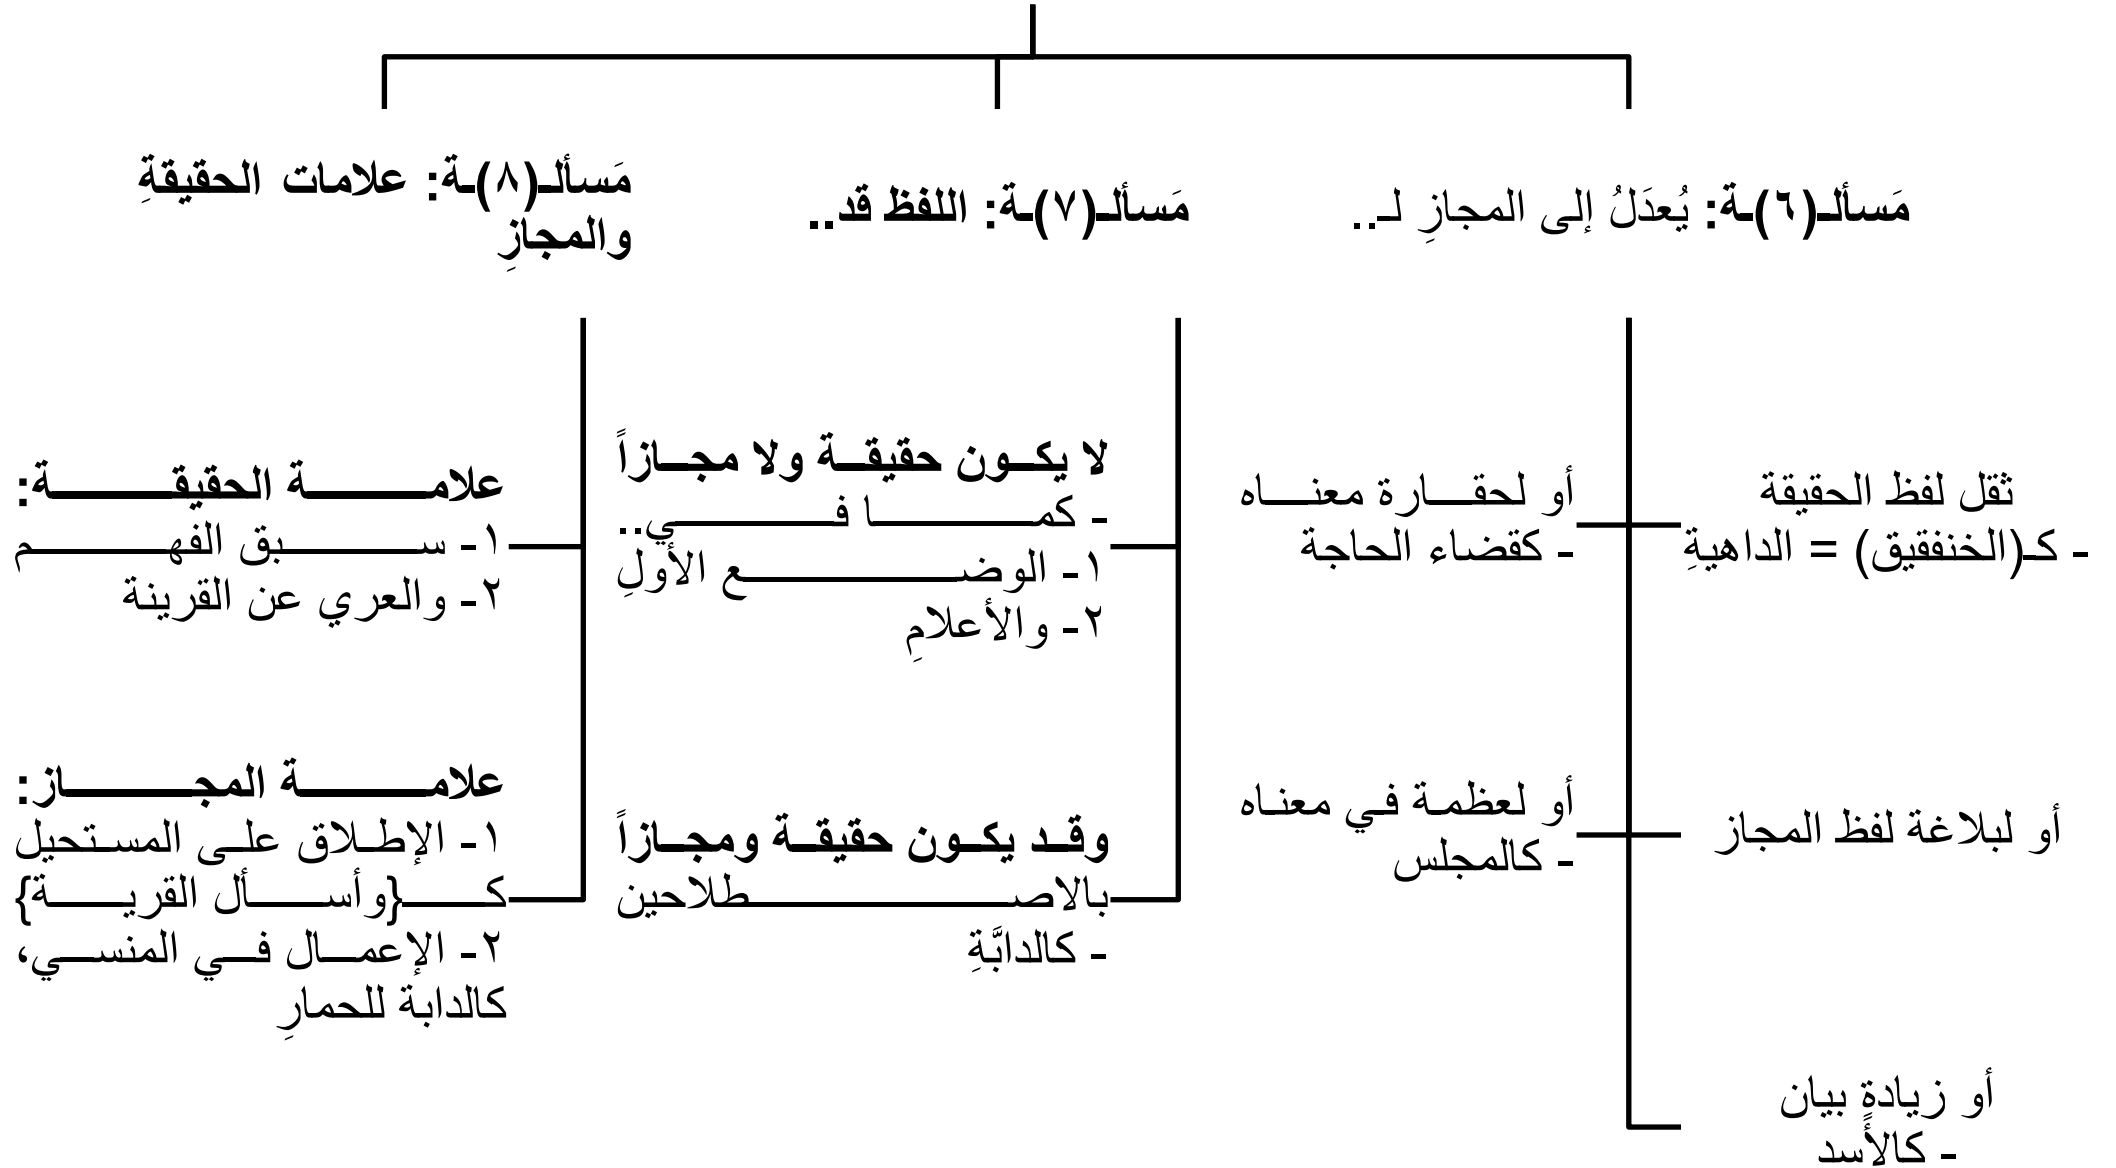 مَسألـ(٦)ـة: يُعدَلُ إلى المجازِ لـ..
ثقل لفظ الحقيقة
- كـ(الخنفقيق) = الداهيةِ
أو لحقارة معناه
- كقضاء الحاجة
أو لبلاغة لفظ المجاز
أو لعظمة في معناه
- كالمجلس
أو زيادةِ بيان
- كالأسد
مَسألـ(٧)ـة: اللفظ قد..
لا يكون حقيقة ولا مجازاً
- كما في..
١- الوضع الأولِ
٢- والأعلامِ
وقد يكون حقيقة ومجازاً
بالاصطلاحين
- كالدابَّةِ
مَسألـ(٨)ـة: علامات الحقيقةِ
والمجازِ
علامة الحقيقة:
١- سبق الفهم
٢- والعري عن القرينة
علامة المجاز:
١- الإطلاق على المستحيل
كـ{وأسأل القرية}
٢- الإعمال في المنسي،
كالدابة للحمارِ